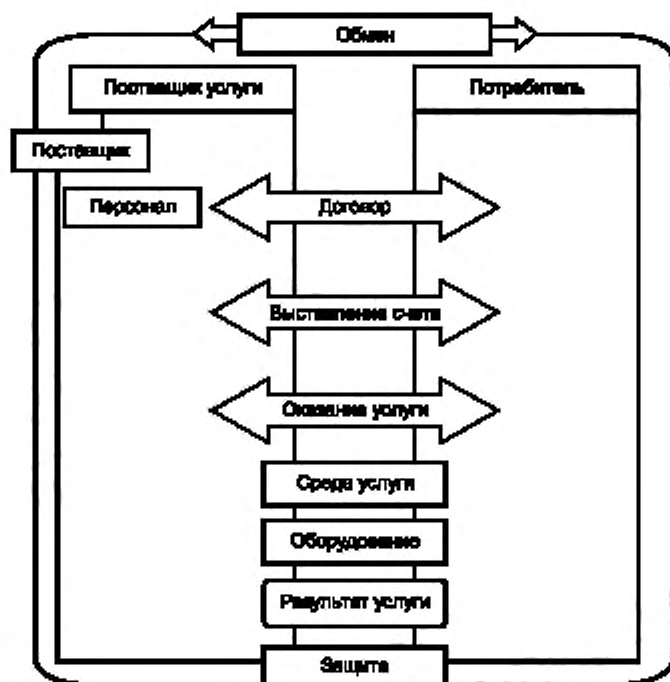 Обмен
Поставщик услуги
Потребитель
Поставщик
Персонал
Договор
Выставление счета
Оказание услуги
Среда услуги
Оборудование
Результат услуги
Защита